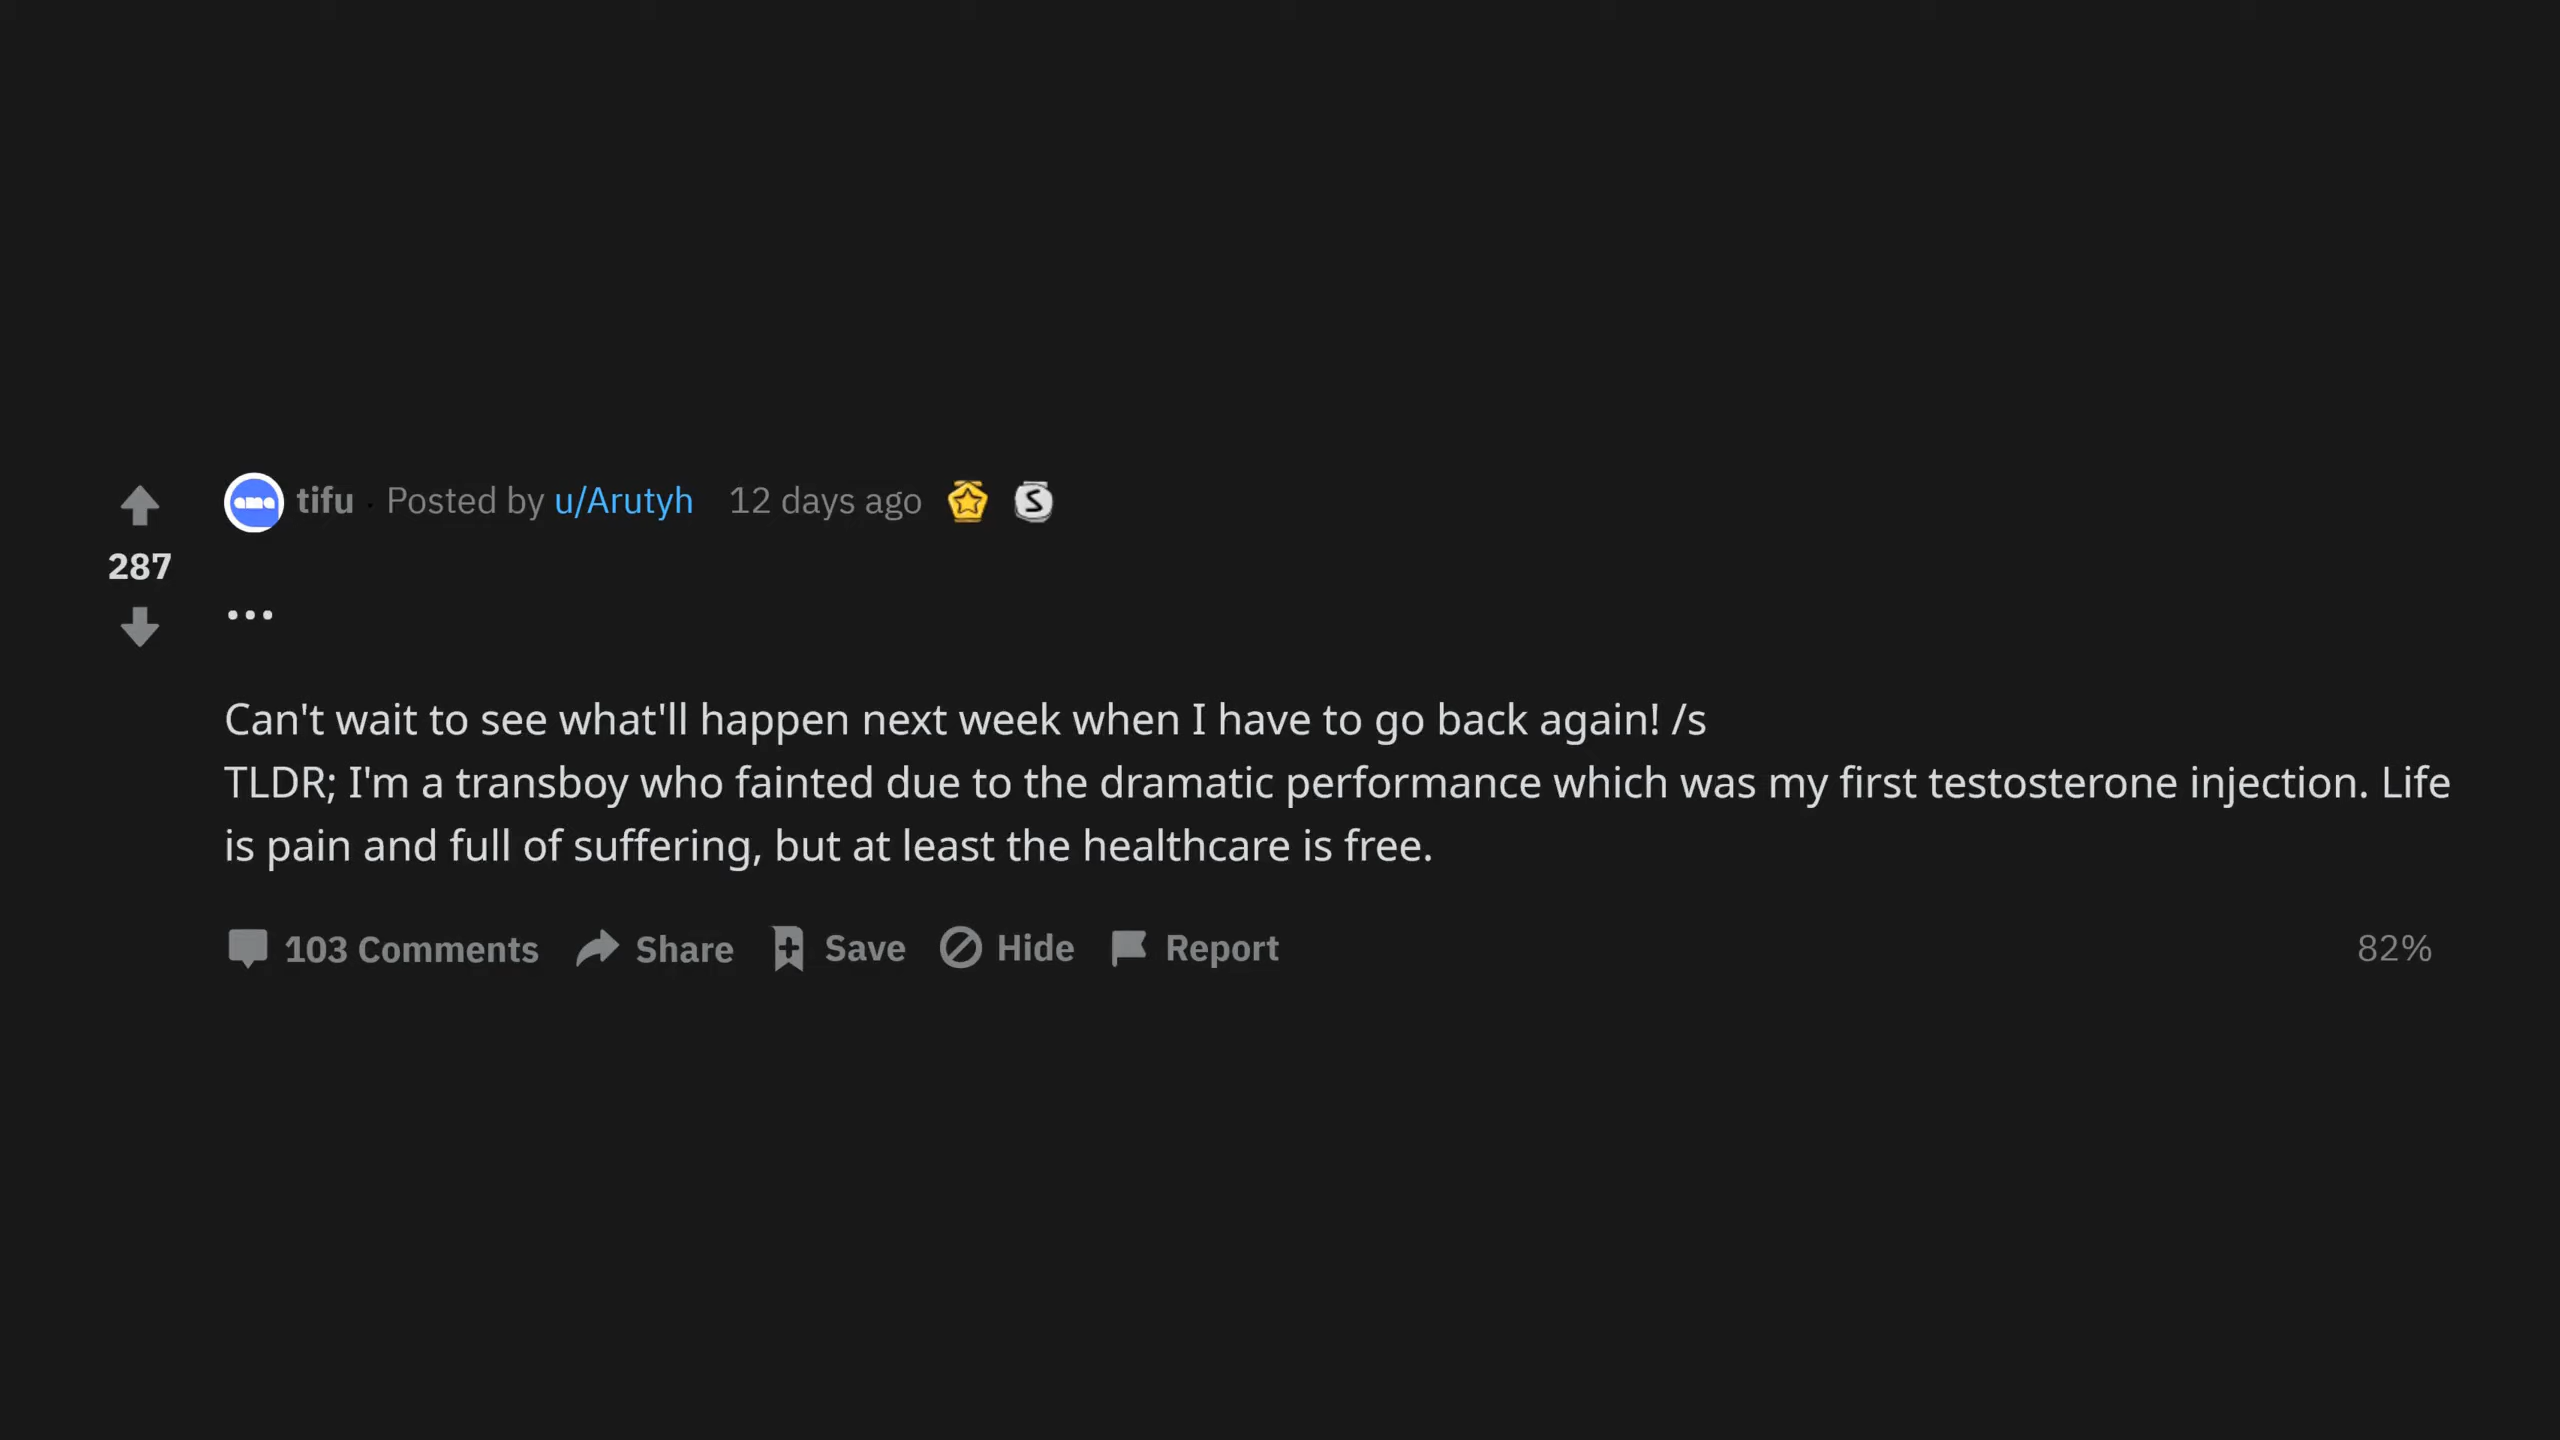 ama tifu · Posted by u/Arutyh 12 days ago S
287
...
Can't wait to see what'll happen next week when I have to go back again! /s
TLDR; I'm a transboy who fainted due to the dramatic performance which was my first testosterone injection. Life
is pain and full of suffering, but at least the healthcare is free.
103 Comments Share Save Hide Report 82%